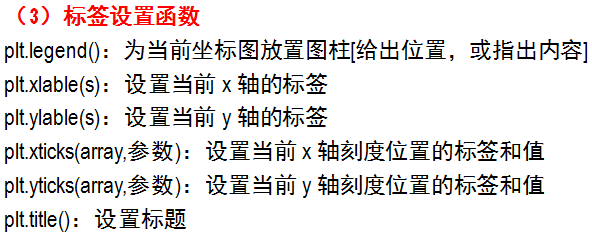 （3）标签设置函数
plt.legend()：为当前坐标图放置图柱[给出位置，或指出内容]
plt.xlable(s)：设置当前 x 轴的标签
plt.ylable(s)：设置当前 y 轴的标签
plt.xticks(array,参数)：设置当前 x 轴刻度位置的标签和值
plt.yticks(array,参数)：设置当前 y 轴刻度位置的标签和值
plt.title()：设置标题